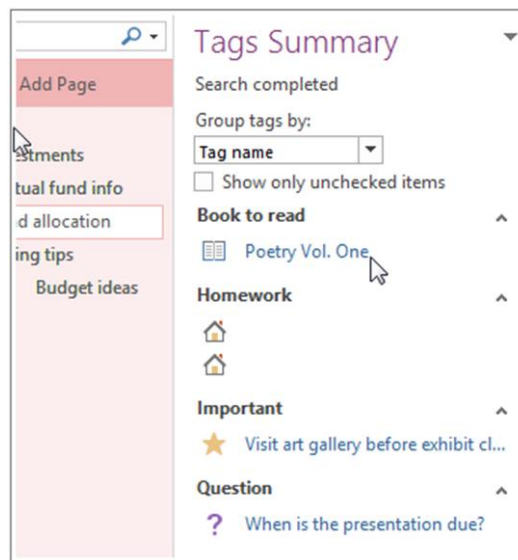 Add Page
stments
tual fund info
d allocation
ing tips
Budget ideas
Tags Summary
Search completed
Group tags by:
Tag name
Show only unchecked items
Book to read
Poetry Vol. One
Homework
Important
Visit art gallery before exhibit cl...
Question
? When is the presentation due?